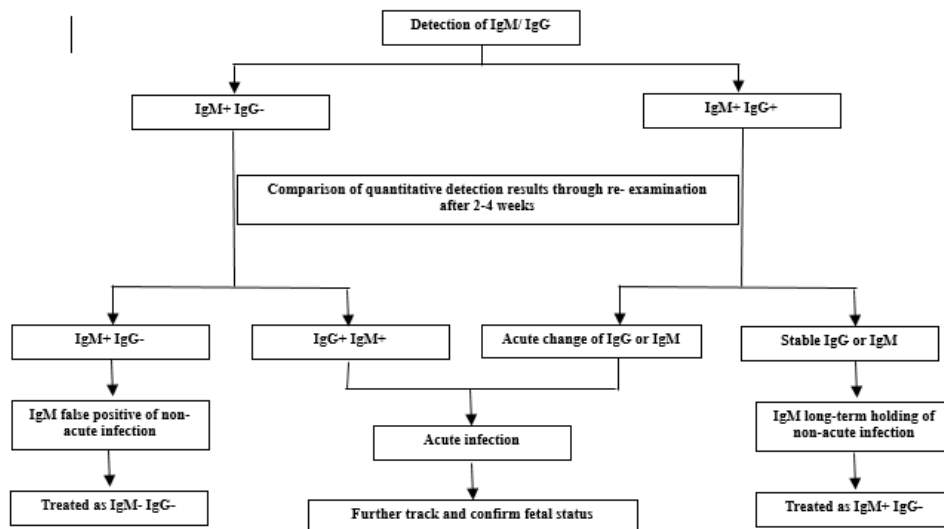 Detection of IgM/ IgG
IgM+ IgG-
IgM+ IgG+
Comparison of quantitative detection results through re- examination
after 2-4 weeks
IgM+ IgG-
IgG+ IgM+
Acute change of IgG or IgM
Stable IgG or IgM
IgM false positive of non-
acute infection
Acute infection
IgM long-term holding of
non-acute infection
Treated as IgM- IgG-
Further track and confirm fetal status
Treated as IgM+ IgG-